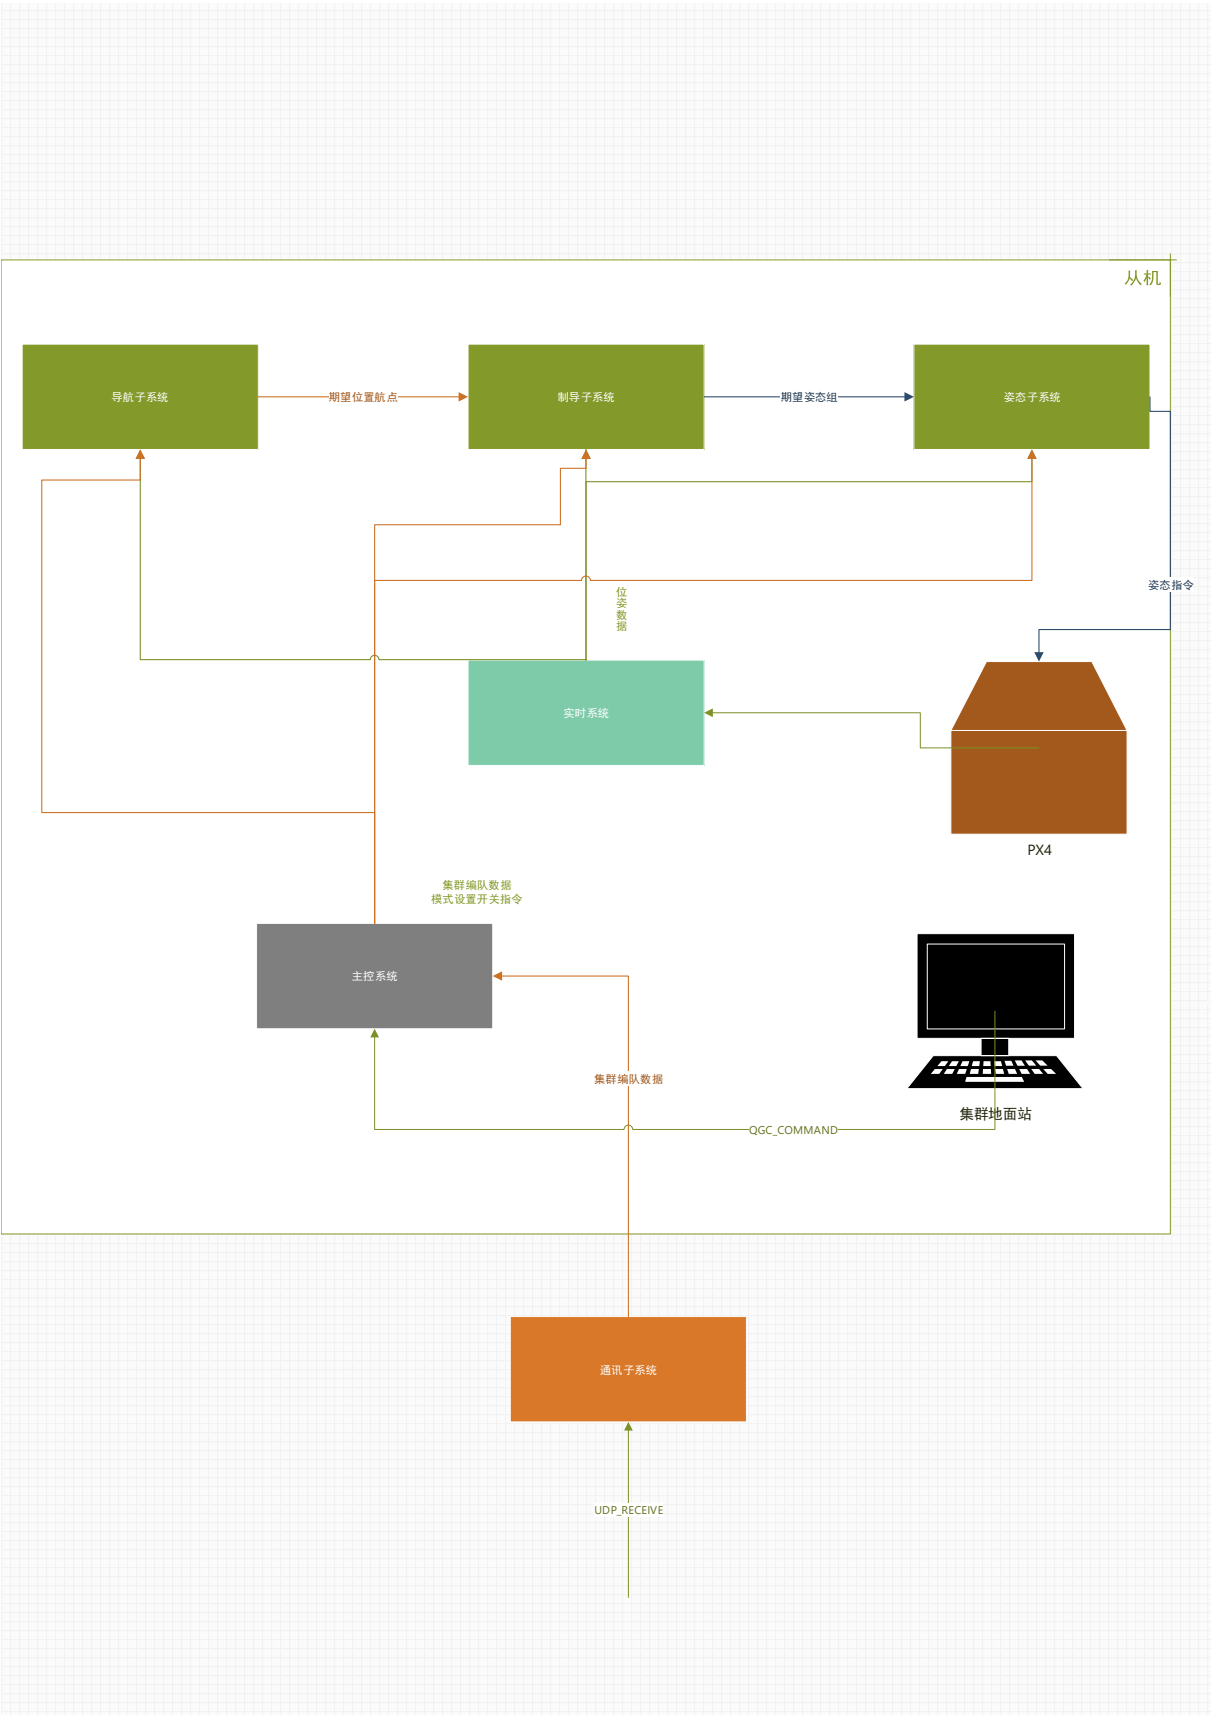 从机
导航子系统
期望位置航点
制导子系统
期望姿态组
姿态子系统
姿态指令
位
姿
数
据
实时系统
PX4
集群编队数据
模式设置开关指令
主控系统
集群编队数据
集群地面站
QGC_COMMAND
通讯子系统
UDP_RECEIVE